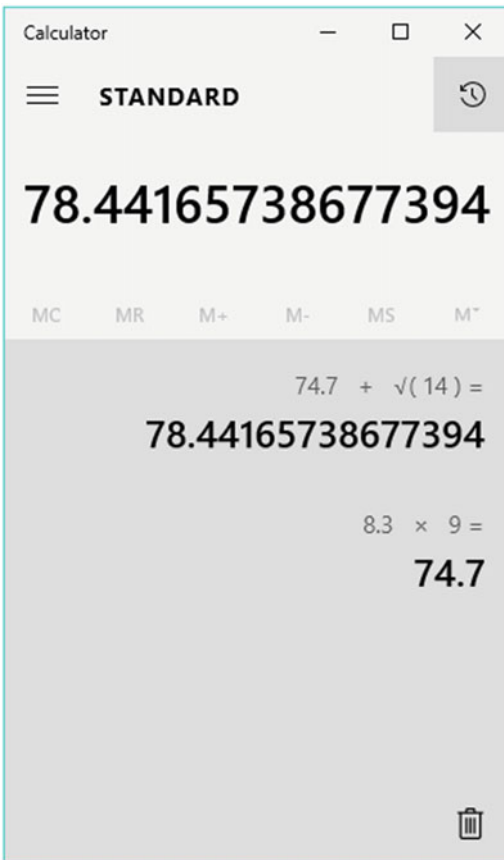 Calculator
STANDARD
78.44165738677394
MC MR M+ M- MS M˅
74.7 + √( 14 ) =
78.44165738677394
8.3 × 9 =
74.7